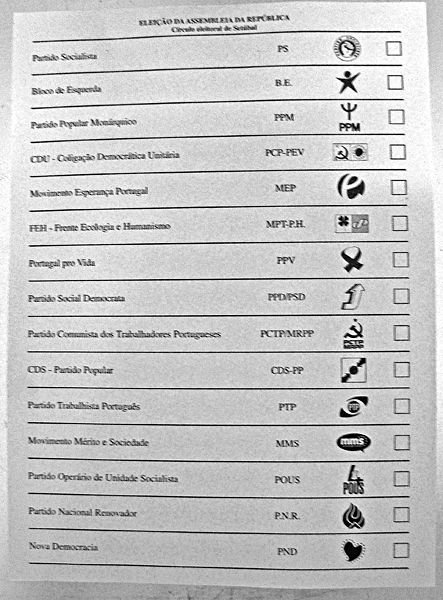 ELEIÇÃO DA ASSEMBLEIA DA REPÚBLICA
Círculo eleitoral de Setúbal
Partido Socialista PS
Bloco de Esquerda B.E.
Partido Popular Monárquico PPM PPM
CDU - Coligação Democrática Unitária PCP-PEV
Movimento Esperança Portugal MEP
FEH - Frente Ecologia e Humanismo MPT-P.H.
Portugal pro Vida PPV
Partido Social Democrata PPD/PSD
Partido Comunista dos Trabalhadores Portugueses PCTP/MRPP PCTP MRPP
CDS - Partido Popular CDS-PP
Partido Trabalhista Português PTP PTP
Movimento Mérito e Sociedade MMS mms
Partido Operário de Unidade Socialista POUS POUS
Partido Nacional Renovador P.N.R.
Nova Democracia PND